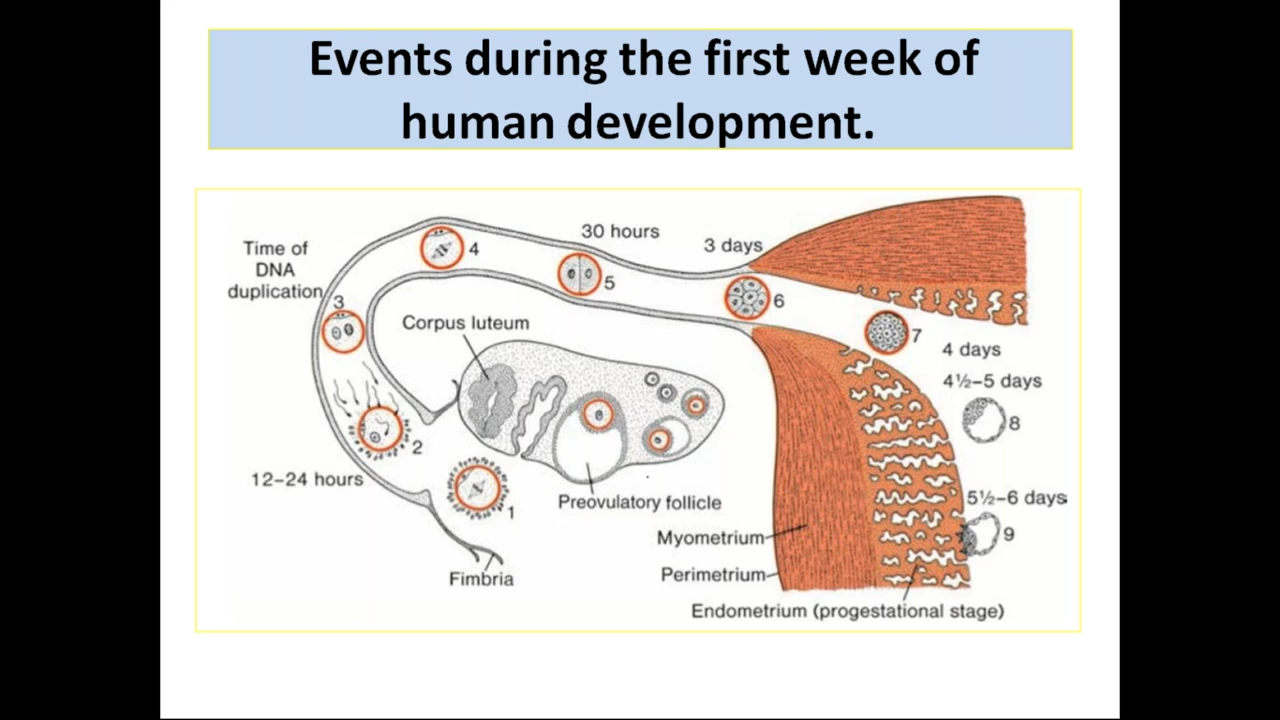 Events during the first week of
human development.
30 hours
3 days
Time of
DNA
duplication
4
5
3
6
7
Corpus luteum
4 days
4½–5 days
8
2
12–24 hours
1
Preovulatory follicle
5½–6 days
9
Myometrium
Perimetrium
Fimbria
Endometrium (progestational stage)